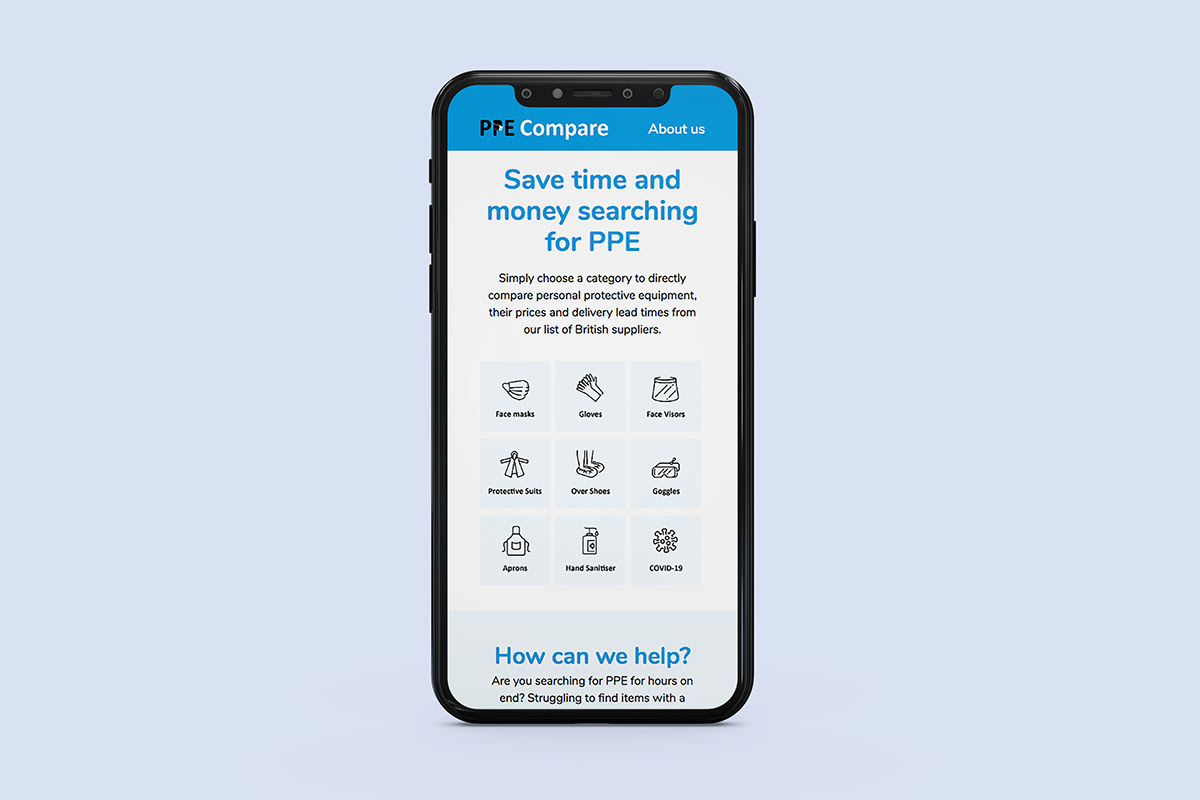 PPE Compare
About us
Save time and
money searching
for PPE
Simply choose a category to directly
compare personal protective equipment,
their prices and delivery lead times from
our list of British suppliers.
Face masks
Gloves
Face Visors
Protective Suits
Over Shoes
Goggles
Aprons
Hand Sanitiser
COVID-19
How can we help?
Are you searching for PPE for hours on
end? Struggling to find items with a